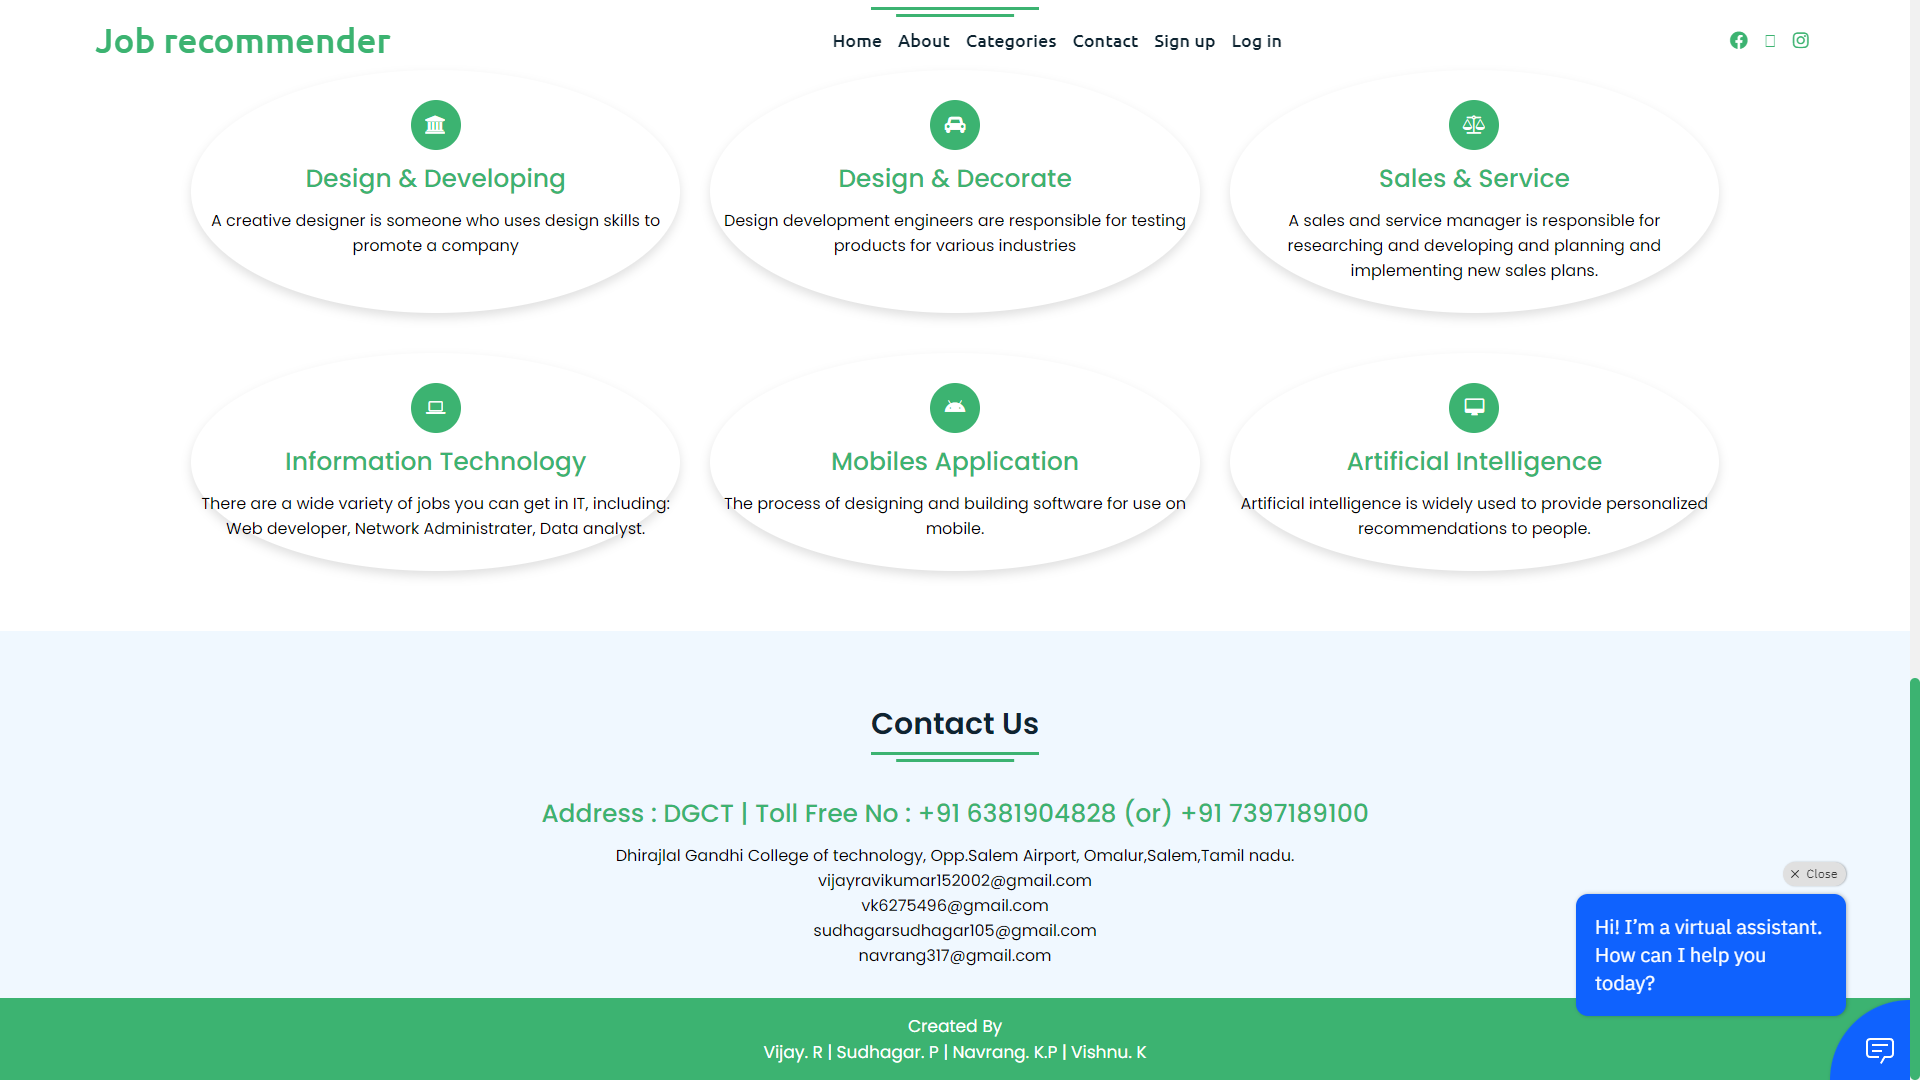 Job recommender
Home About Categories Contact Sign up Log in
Design & Developing
A creative designer is someone who uses design skills to
promote a company
Design & Decorate
Design development engineers are responsible for testing
products for various industries
Sales & Service
A sales and service manager is responsible for
researching and developing and planning and
implementing new sales plans.
Information Technology
There are a wide variety of jobs you can get in IT, including:
Web developer, Network Administrater, Data analyst.
Mobiles Application
The process of designing and building software for use on
mobile.
Artificial Intelligence
Artificial intelligence is widely used to provide personalized
recommendations to people.
Contact Us
Address : DGCT | Toll Free No : +91 6381904828 (or) +91 7397189100
Dhirajlal Gandhi College of technology, Opp.Salem Airport, Omalur,Salem,Tamil nadu.
vijayravikumar152002@gmail.com
vk6275496@gmail.com
sudhagarsudhagar105@gmail.com
navrang317@gmail.com
Close
Hi! I'm a virtual assistant.
How can I help you
today?
Created By
Vijay. R | Sudhagar. P | Navrang. K.P | Vishnu. K